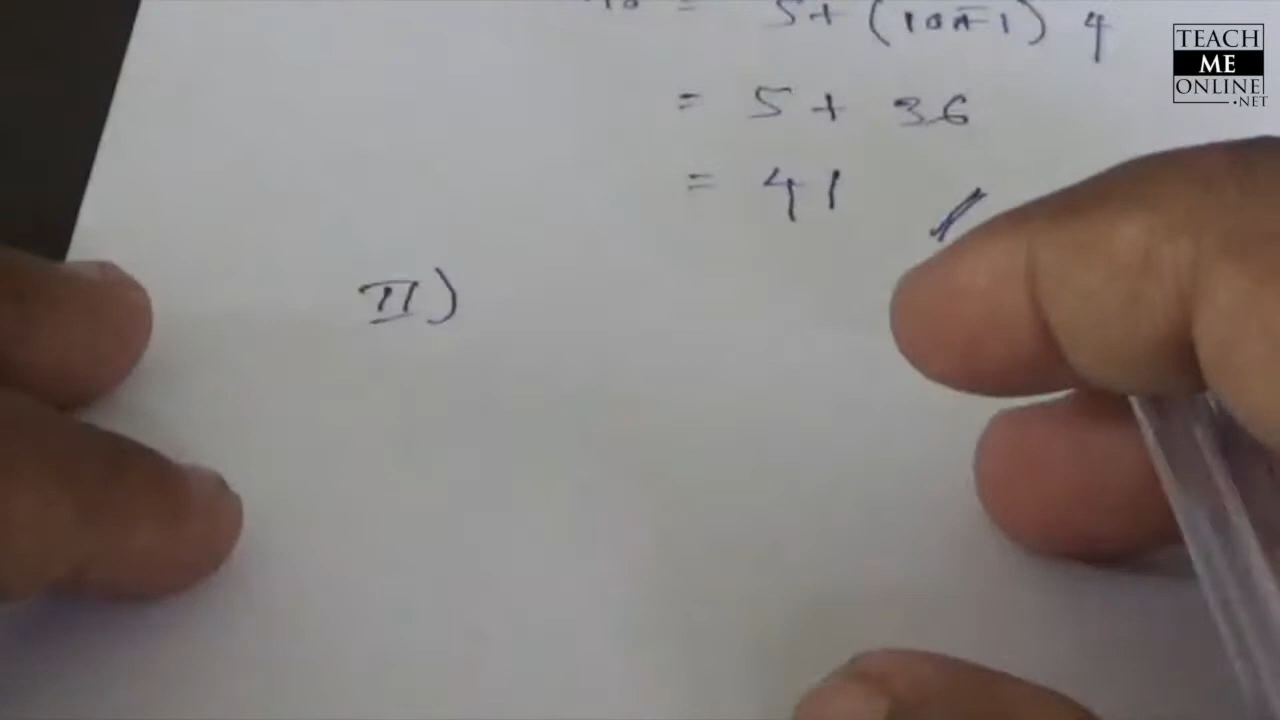 = 5+ (10-1) 4
= 5 + 36
= 41
II)
TEACH
ME
ONLINE
.NET